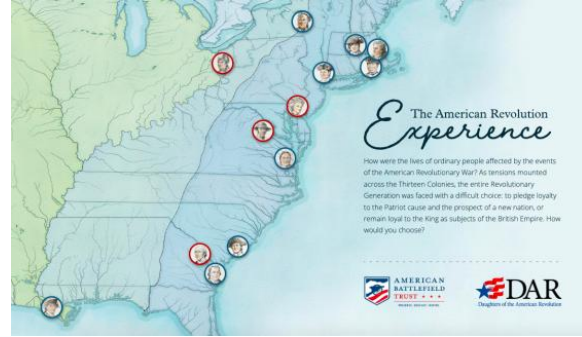 The American Revolution
Experience
How were the lives of ordinary people affected by the events
of the American Revolutionary War? As tensions mounted
across the Thirteen Colonies, the entire Revolutionary
Generation was faced with a difficult choice: to pledge loyalty
to the Patriot cause and the prospect of a new nation, or
remain loyal to the King as subjects of the British Empire. How
would you choose?
AMERICAN
BATTLEFIELD
TRUST
DAR
Daughters of the American Revolution